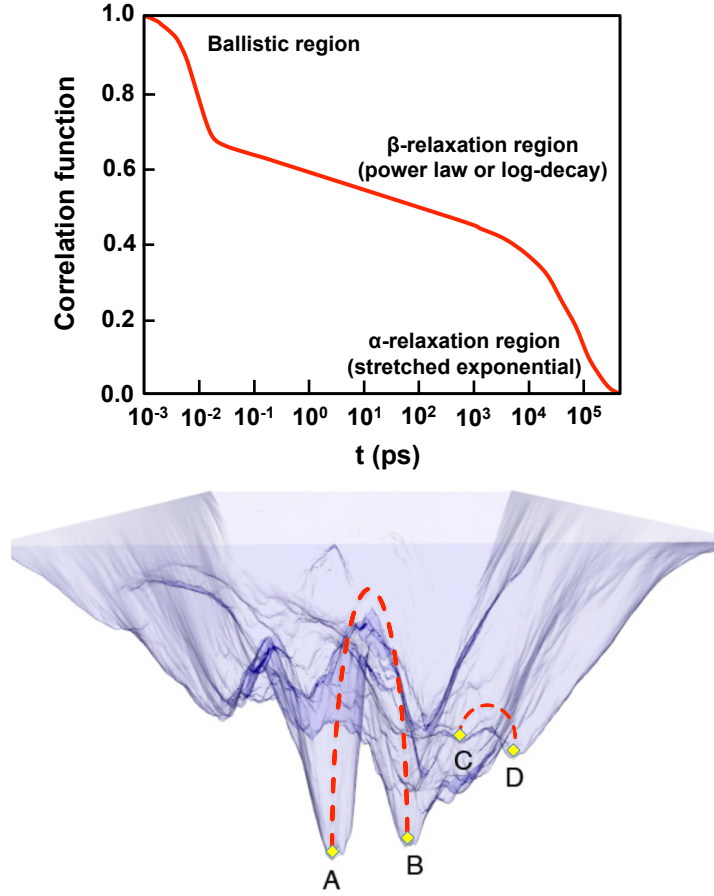 1.0
Ballistic region
0.8
Correlation function
β-relaxation region
(power law or log-decay)
0.6
0.4
α-relaxation region
(stretched exponential)
0.2
0.0
10⁻³ 10⁻² 10⁻¹ 10⁰ 10¹ 10² 10³ 10⁴ 10⁵
t (ps)
C
D
B
A